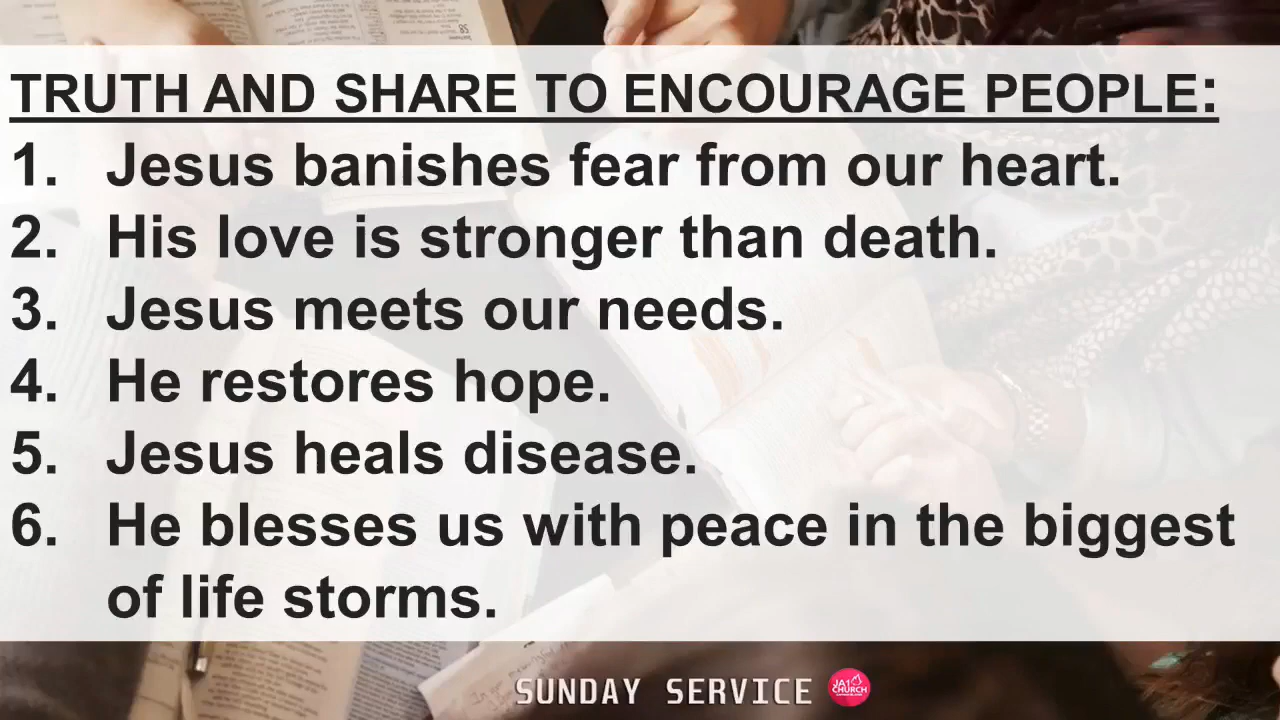 TRUTH AND SHARE TO ENCOURAGE PEOPLE:
1. Jesus banishes fear from our heart.
2. His love is stronger than death.
3. Jesus meets our needs.
4. He restores hope.
5. Jesus heals disease.
6. He blesses us with peace in the biggest
of life storms.
SUNDAY SERVICE
JA1
CHURCH